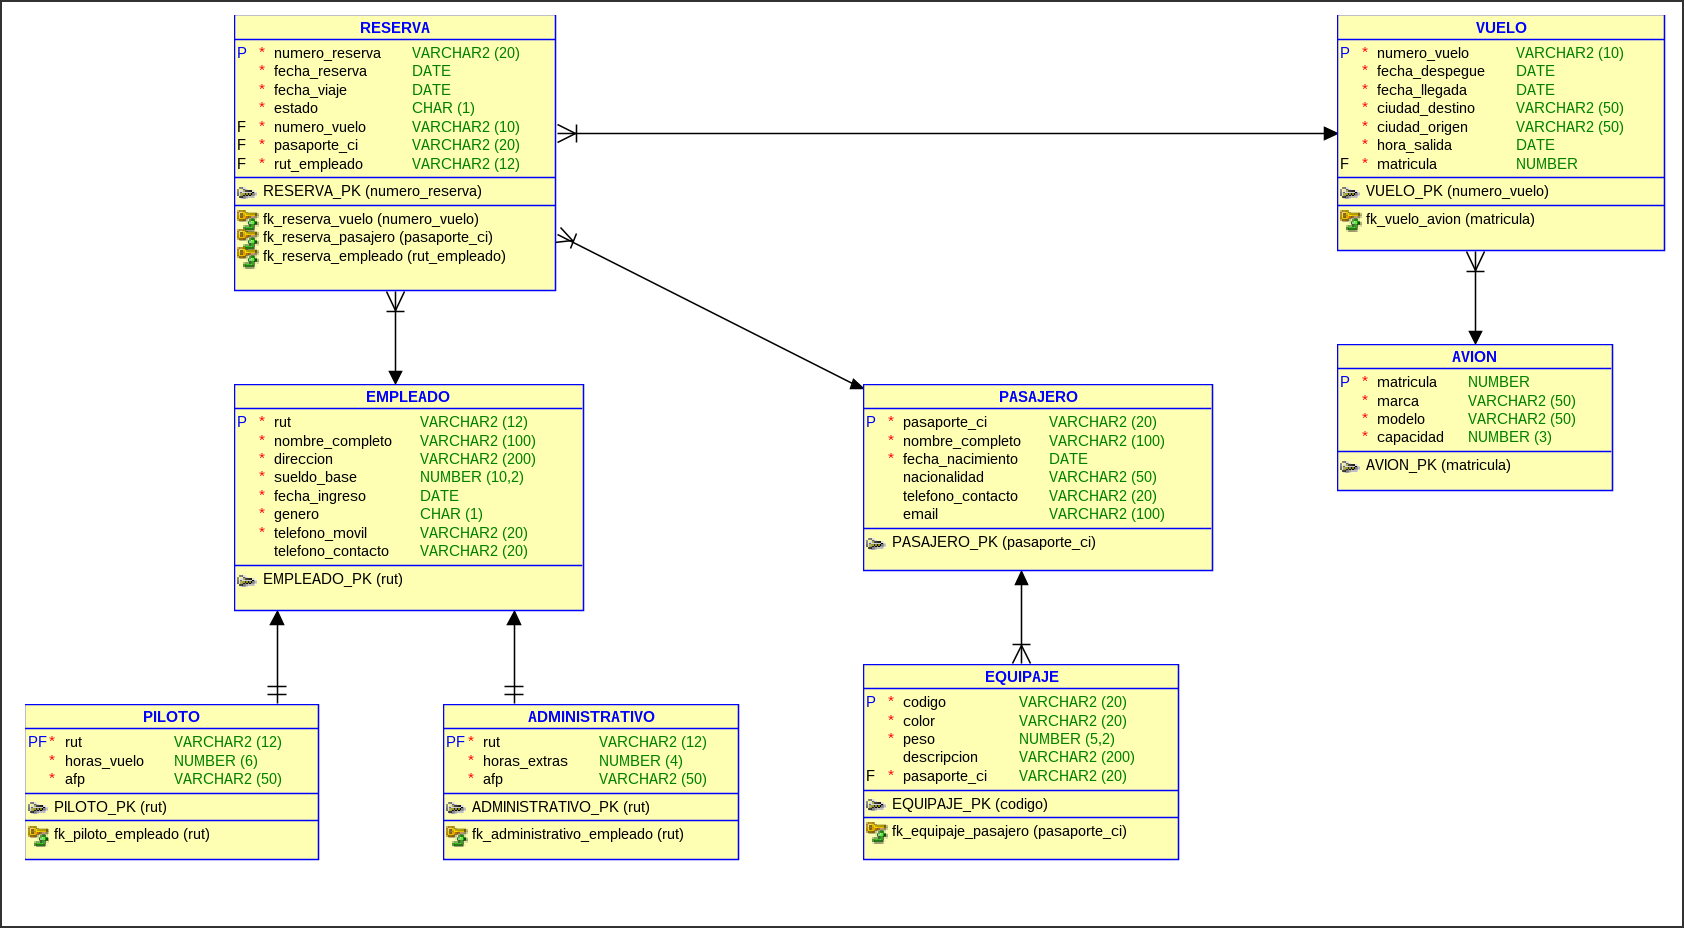 RESERVA
P * numero_reserva VARCHAR2 (20)
* fecha_reserva DATE
* fecha_viaje DATE
* estado CHAR (1)
F * numero_vuelo VARCHAR2 (10)
F * pasaporte_ci VARCHAR2 (20)
F * rut_empleado VARCHAR2 (12)
RESERVA_PK (numero_reserva)
fk_reserva_vuelo (numero_vuelo)
fk_reserva_pasajero (pasaporte_ci)
fk_reserva_empleado (rut_empleado)
VUELO
P * numero_vuelo VARCHAR2 (10)
* fecha_despegue DATE
* fecha_llegada DATE
* ciudad_destino VARCHAR2 (50)
* ciudad_origen VARCHAR2 (50)
* hora_salida DATE
F * matricula NUMBER
VUELO_PK (numero_vuelo)
fk_vuelo_avion (matricula)
EMPLEADO
P * rut VARCHAR2 (12)
* nombre_completo VARCHAR2 (100)
* direccion VARCHAR2 (200)
* sueldo_base NUMBER (10,2)
* fecha_ingreso DATE
* genero CHAR (1)
* telefono_movil VARCHAR2 (20)
telefono_contacto VARCHAR2 (20)
EMPLEADO_PK (rut)
PASAJERO
P * pasaporte_ci VARCHAR2 (20)
* nombre_completo VARCHAR2 (100)
* fecha_nacimiento DATE
nacionalidad VARCHAR2 (50)
telefono_contacto VARCHAR2 (20)
email VARCHAR2 (100)
PASAJERO_PK (pasaporte_ci)
AVION
P * matricula NUMBER
* marca VARCHAR2 (50)
* modelo VARCHAR2 (50)
* capacidad NUMBER (3)
AVION_PK (matricula)
PILOTO
PF * rut VARCHAR2 (12)
* horas_vuelo NUMBER (6)
* afp VARCHAR2 (50)
PILOTO_PK (rut)
fk_piloto_empleado (rut)
ADMINISTRATIVO
PF * rut VARCHAR2 (12)
* horas_extras NUMBER (4)
* afp VARCHAR2 (50)
ADMINISTRATIVO_PK (rut)
fk_administrativo_empleado (rut)
EQUIPAJE
P * codigo VARCHAR2 (20)
* color VARCHAR2 (20)
* peso NUMBER (5,2)
descripcion VARCHAR2 (200)
F * pasaporte_ci VARCHAR2 (20)
EQUIPAJE_PK (codigo)
fk_equipaje_pasajero (pasaporte_ci)